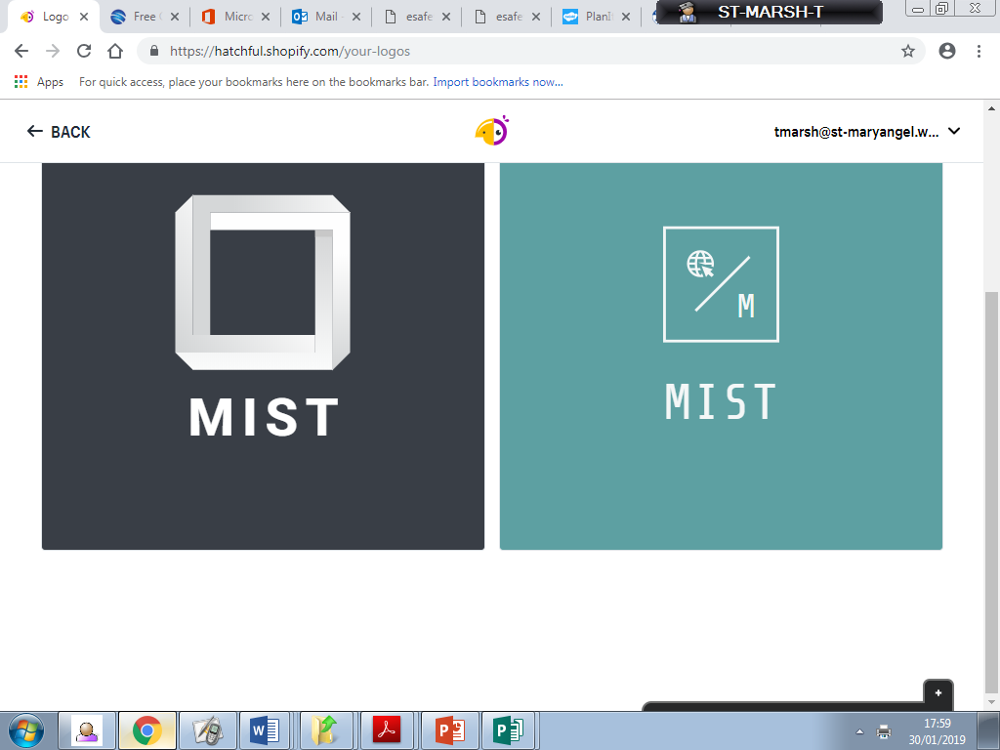 Logo
Free
Micro
Mail
esafe
esafe
PlanIt
ST-MARSH-T
https://hatchful.shopify.com/your-logos
Apps For quick access, place your bookmarks here on the bookmarks bar. Import bookmarks now...
BACK
tmarsh@st-maryangel.w...
M
MIST
MIST
+
17:59
30/01/2019